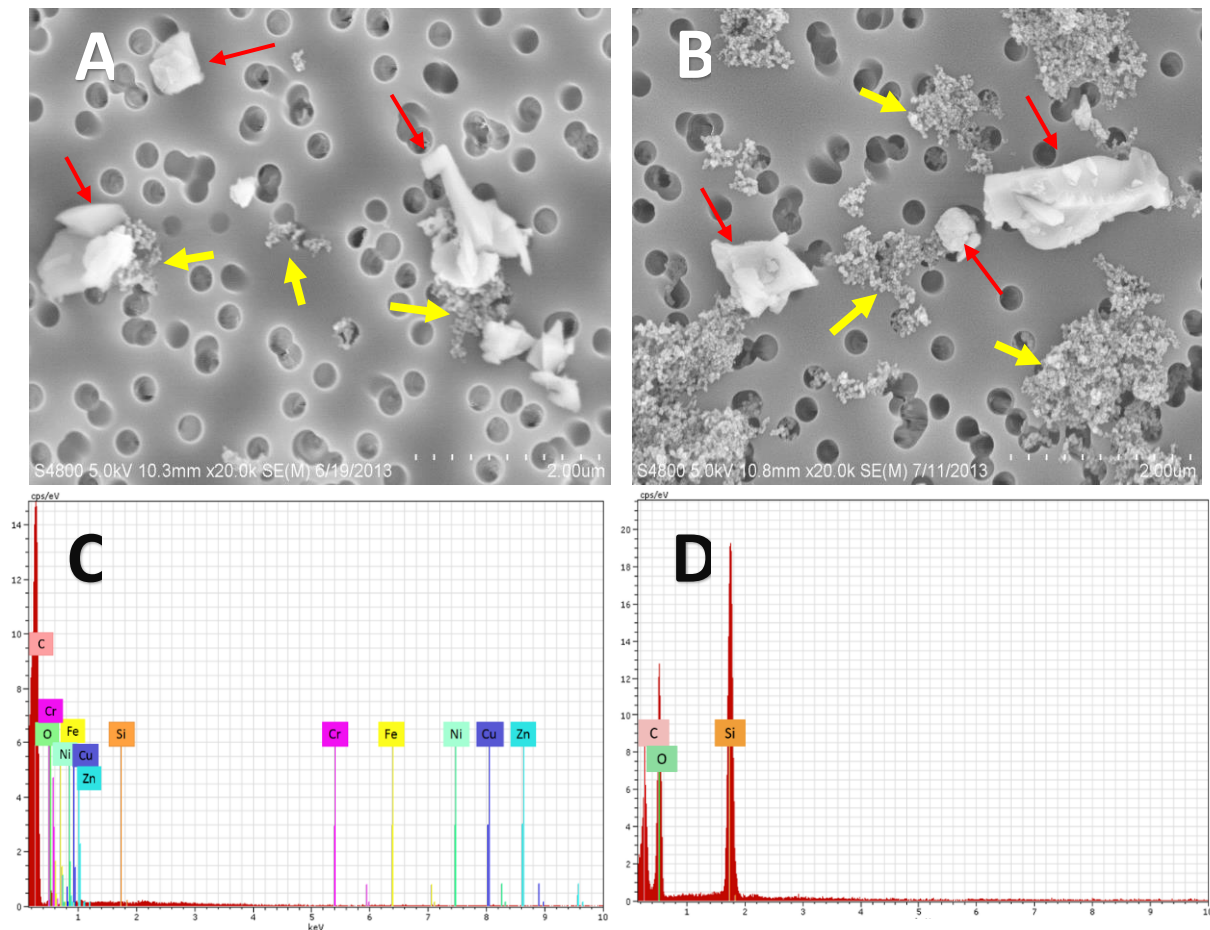 A
B
S4800 5.0kV 10.3mm x20.0k SE(M) 6/19/2013 2.00um
S4800 5.0kV 10.8mm x20.0k SE(M) 7/11/2013 2.00um
cps/eV
C
14
12
10
8
6
4
2
0
C
Cr
O
Fe
Ni
Cu
Zn
Si
Cr
Fe
Ni
Cu
Zn
1 2 3 4 5 6 7 8 9 10
keV
cps/eV
D
20
18
16
14
12
10
8
6
4
2
0
C
O
Si
1 2 3 4 5 6 7 8 9 10